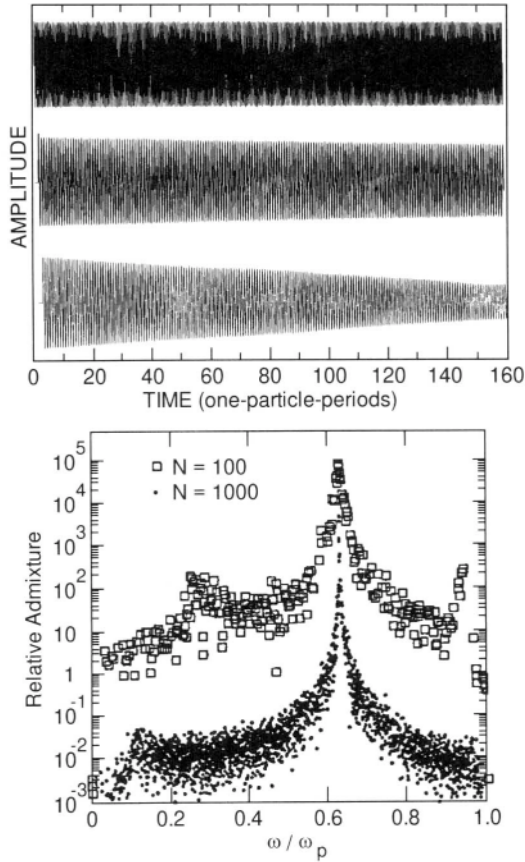 AMPLITUDE
0 20 40 60 80 100 120 140 160
TIME (one-particle-periods)
Relative Admixture
10^5
10^4
10^3
10^2
10
1
10^-1
10^-2
10^-3
□ N = 100
• N = 1000
0 0.2 0.4 0.6 0.8 1.0
ω / ω_p